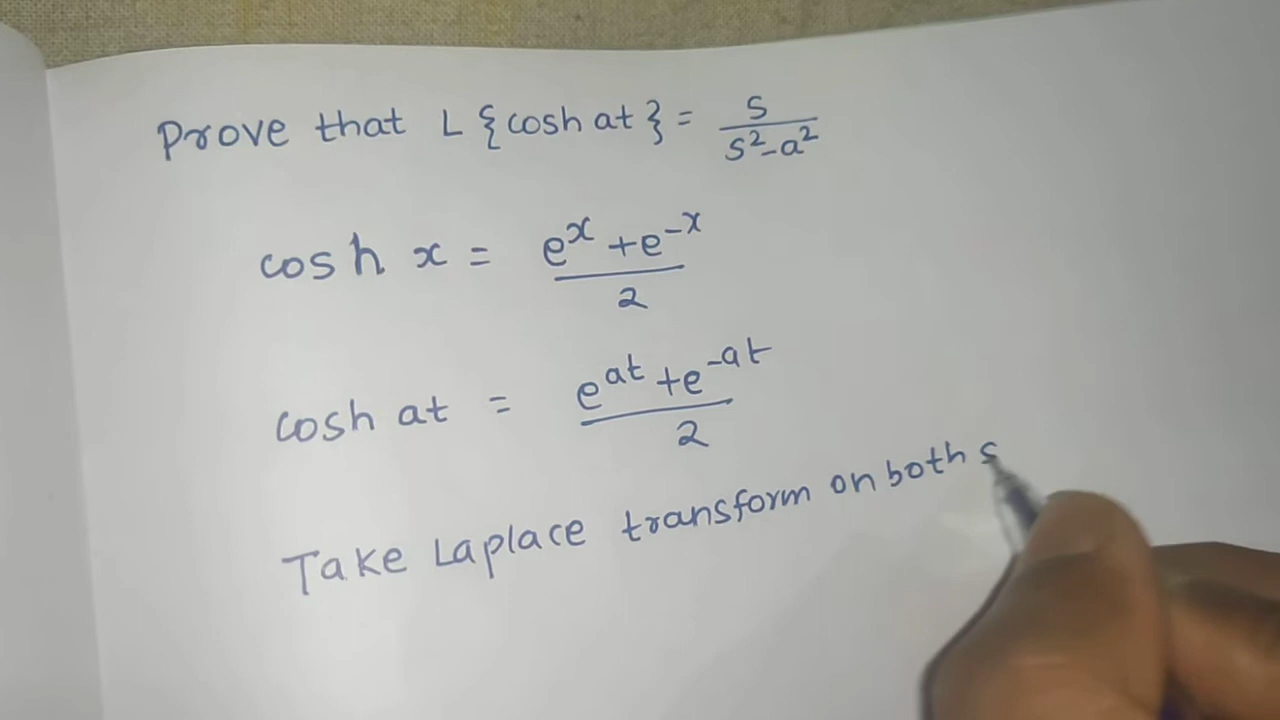 Prove that L {cosh at} = s/(s²-a²)
cosh x = (e^x + e^-x)/2
cosh at = (e^at + e^-at)/2
Take Laplace transform on both s